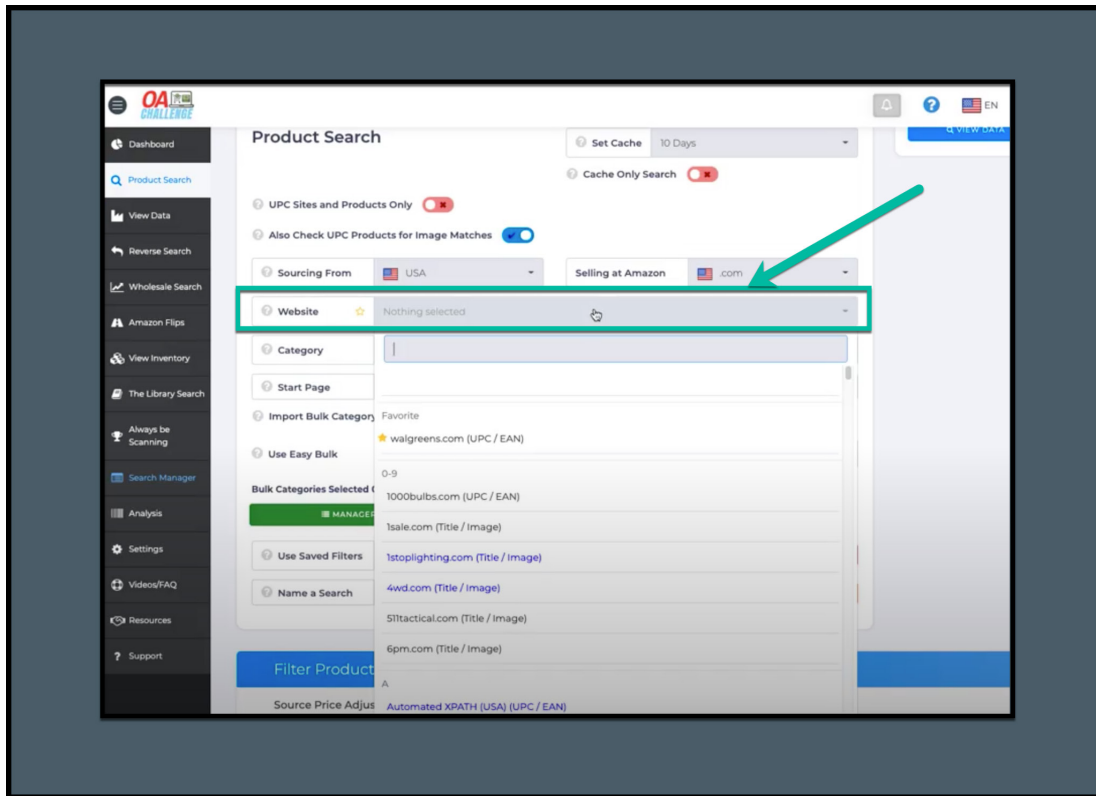 OA
CHALLENGE
EN
Dashboard
Product Search
View Data
Reverse Search
Wholesale Search
Amazon Flips
View Inventory
The Library Search
Always be
Scanning
Search Manager
Analysis
Settings
Videos/FAQ
Resources
? Support
Product Search
Set Cache 10 Days
VIEW DATA
Cache Only Search
UPC Sites and Products Only
Also Check UPC Products for Image Matches
Sourcing From USA
Selling at Amazon .com
Website Nothing selected
Category
Start Page
Import Bulk Category
Use Easy Bulk
Bulk Categories Selected
MANAGE
Use Saved Filters
Name a Search
Favorite
walgreens.com (UPC / EAN)
0-9
1000bulbs.com (UPC / EAN)
1sale.com (Title / Image)
1stoplighting.com (Title / Image)
4wd.com (Title / Image)
511tactical.com (Title / Image)
6pm.com (Title / Image)
A
Automated XPATH (USA) (UPC / EAN)
Filter Product
Source Price Adjus